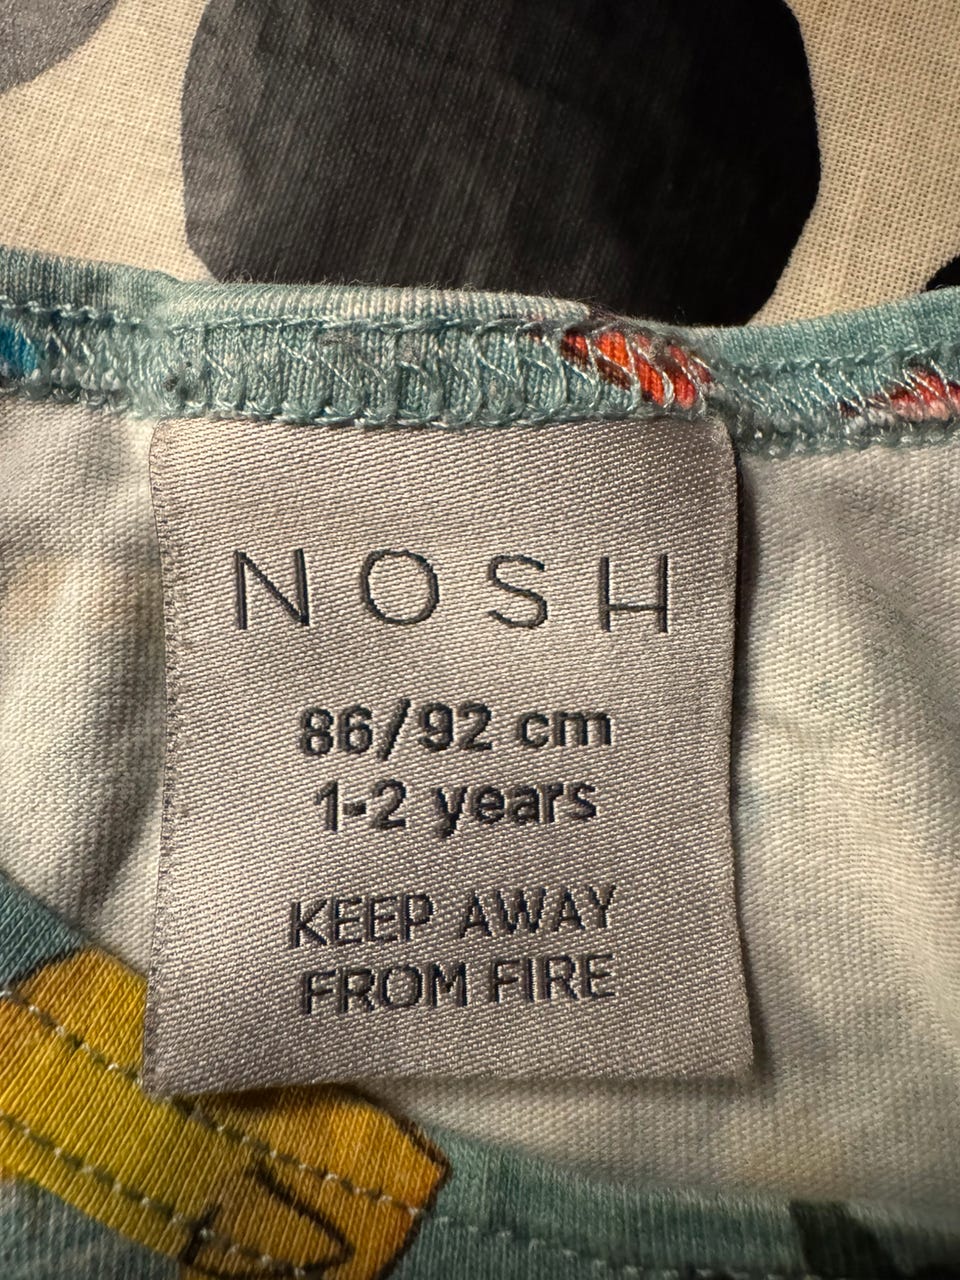 NOSH
86/92 cm
1-2 years
KEEP AWAY
FROM FIRE